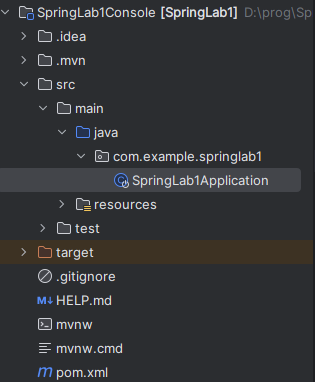 SpringLab1Console [SpringLab1] D:\prog\Sp
.idea
.mvn
src
main
java
com.example.springlab1
SpringLab1Application
resources
test
target
.gitignore
M↓ HELP.md
mvnw
mvnw.cmd
m pom.xml